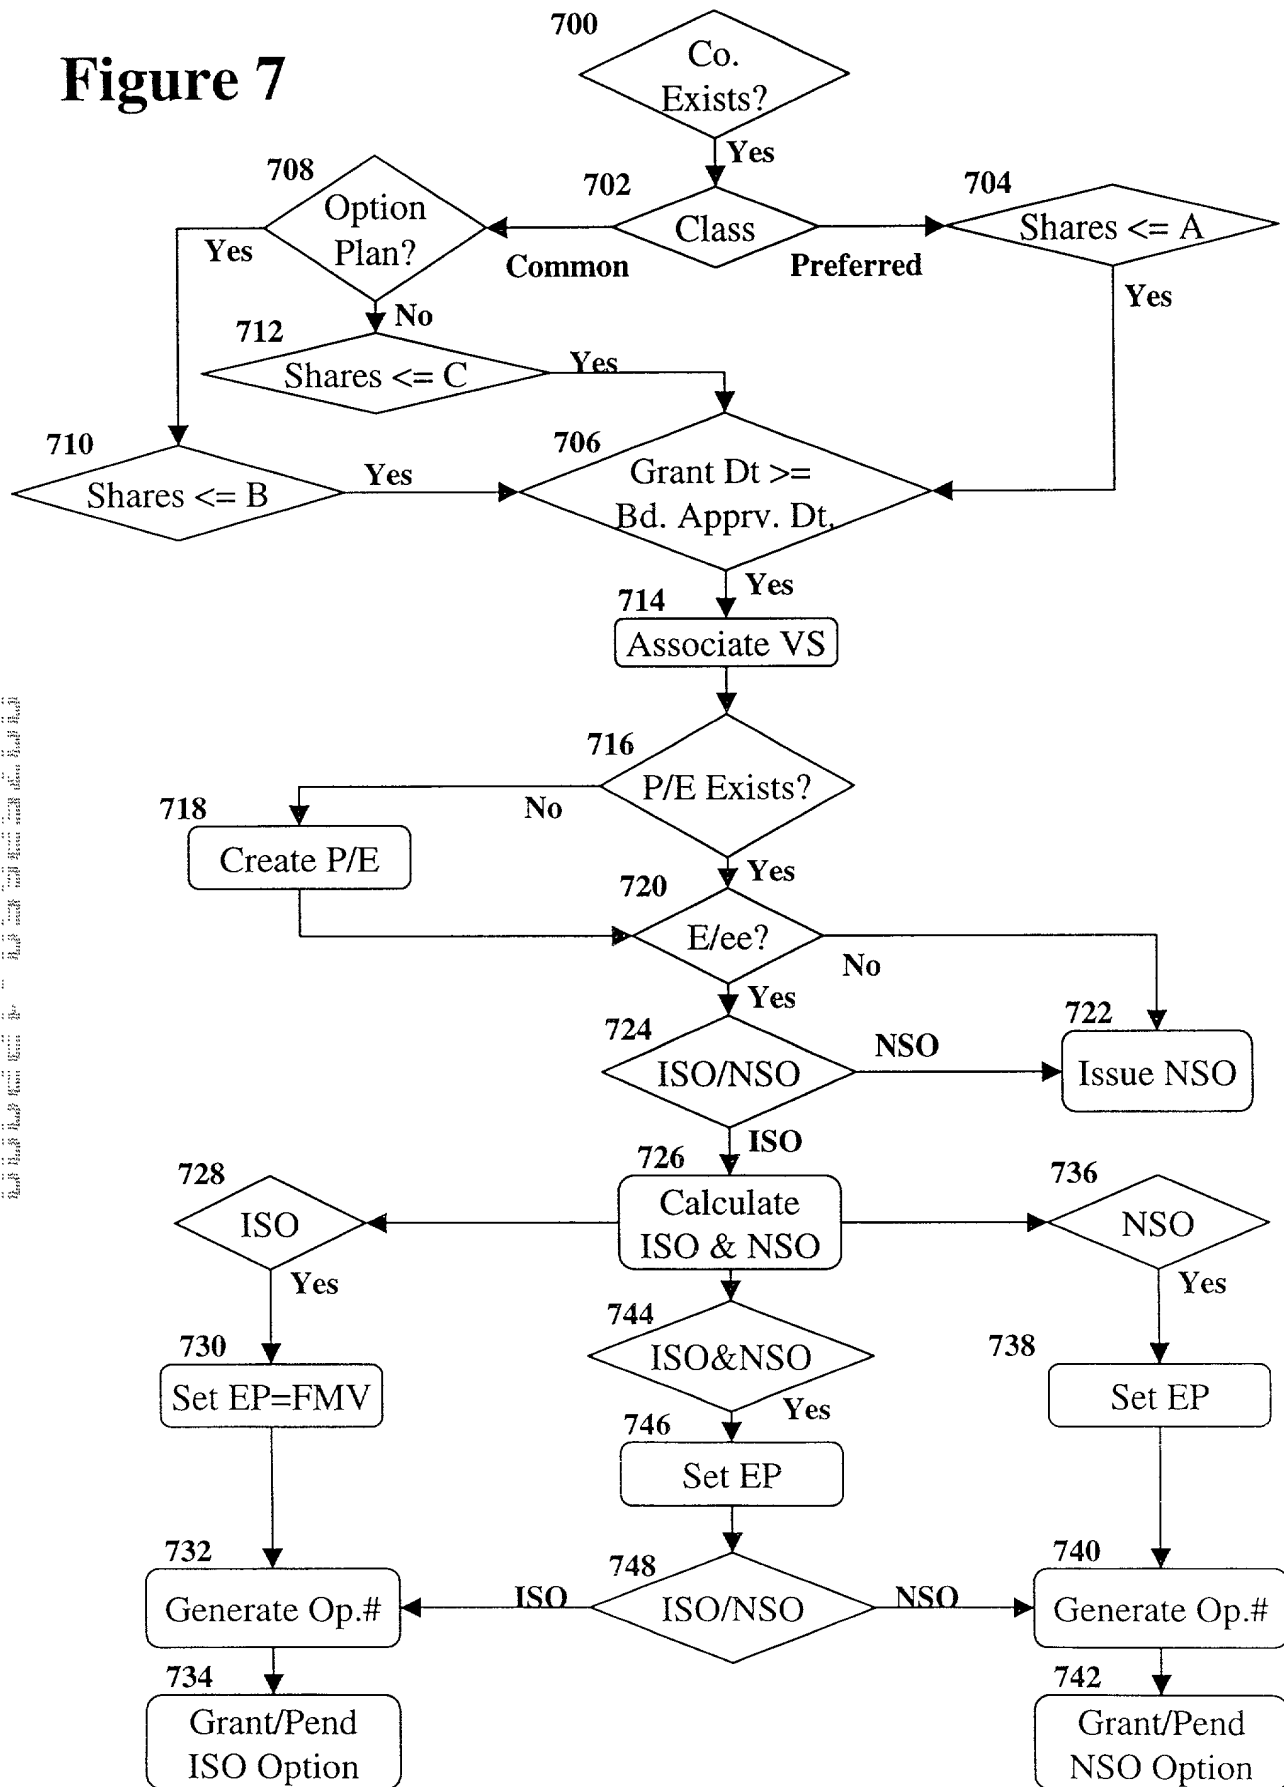 Figure 7
700
Co.
Exists?
Yes
708
Option
Plan?
702
Class
704
Shares <= A
Yes
Common
Preferred
Yes
No
712
Shares <= C
Yes
710
Shares <= B
Yes
706
Grant Dt >=
Bd. Apprv. Dt.
Yes
714
Associate VS
716
P/E Exists?
No
718
Create P/E
Yes
720
E/ee?
No
Yes
724
ISO/NSO
NSO
722
Issue NSO
ISO
726
Calculate
ISO & NSO
728
ISO
Yes
736
NSO
Yes
744
ISO&NSO
Yes
730
Set EP=FMV
738
Set EP
746
Set EP
732
Generate Op.#
ISO
748
ISO/NSO
NSO
740
Generate Op.#
734
Grant/Pend
ISO Option
742
Grant/Pend
NSO Option